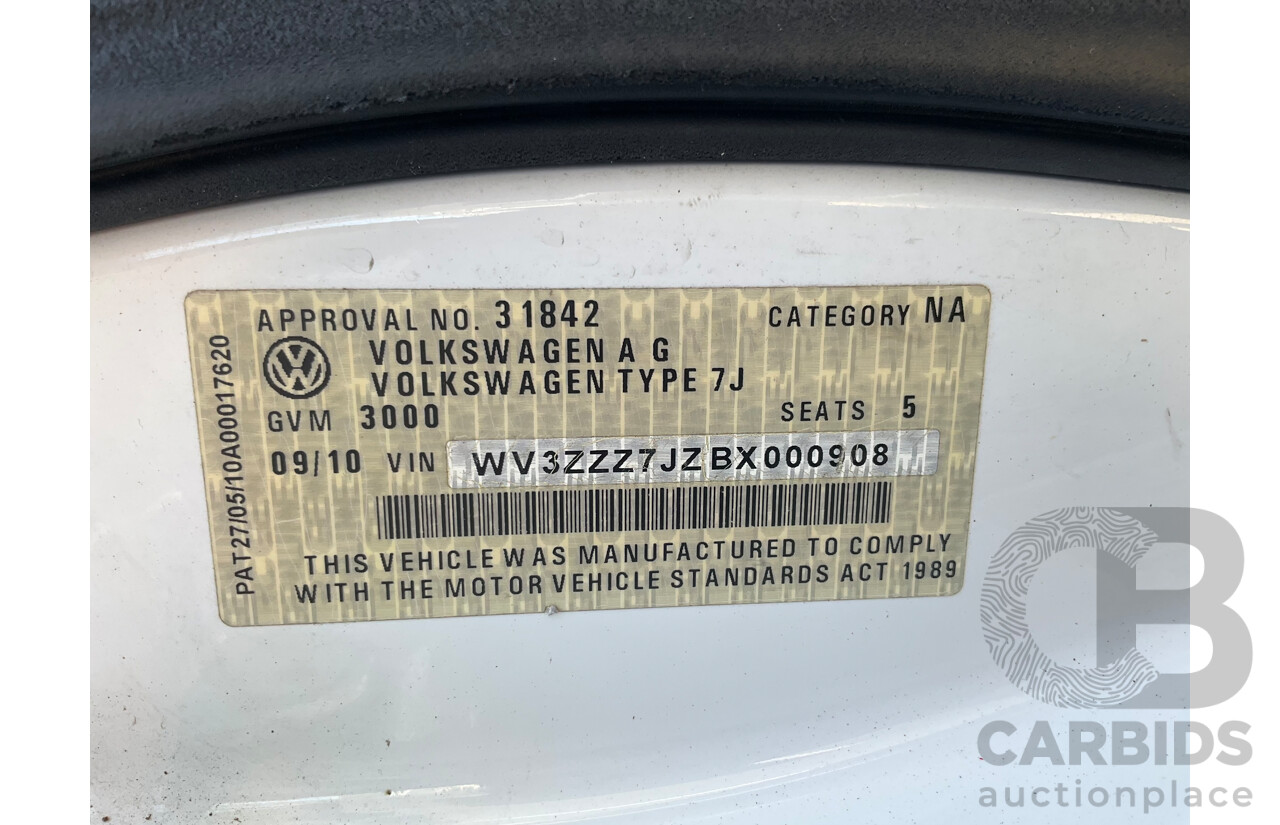 APPROVAL NO. 31842 CATEGORY NA
VOLKSWAGEN A G
VOLKSWAGEN TYPE 7J
GVM 3000 SEATS 5
09/10 VIN WV3ZZZ7JZBX000908
THIS VEHICLE WAS MANUFACTURED TO COMPLY
WITH THE MOTOR VEHICLE STANDARDS ACT 1989
PAT27/05/10A00017620
CB
CARBIDS
auctionplace